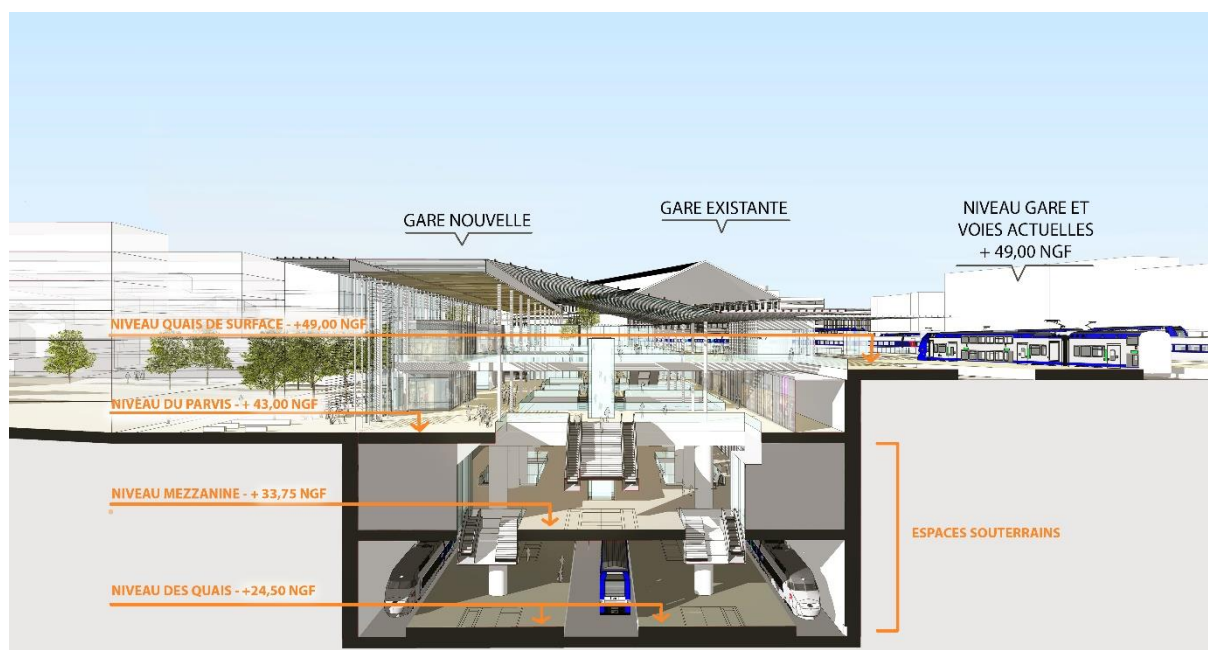 GARE NOUVELLE
GARE EXISTANTE
NIVEAU GARE ET
VOIES ACTUELLES
+ 49,00 NGF
NIVEAU QUAIS DE SURFACE - +49,00 NGF
NIVEAU DU PARVIS - + 43,00 NGF
NIVEAU MEZZANINE - + 33,75 NGF
ESPACES SOUTERRAINS
NIVEAU DES QUAIS - +24,50 NGF